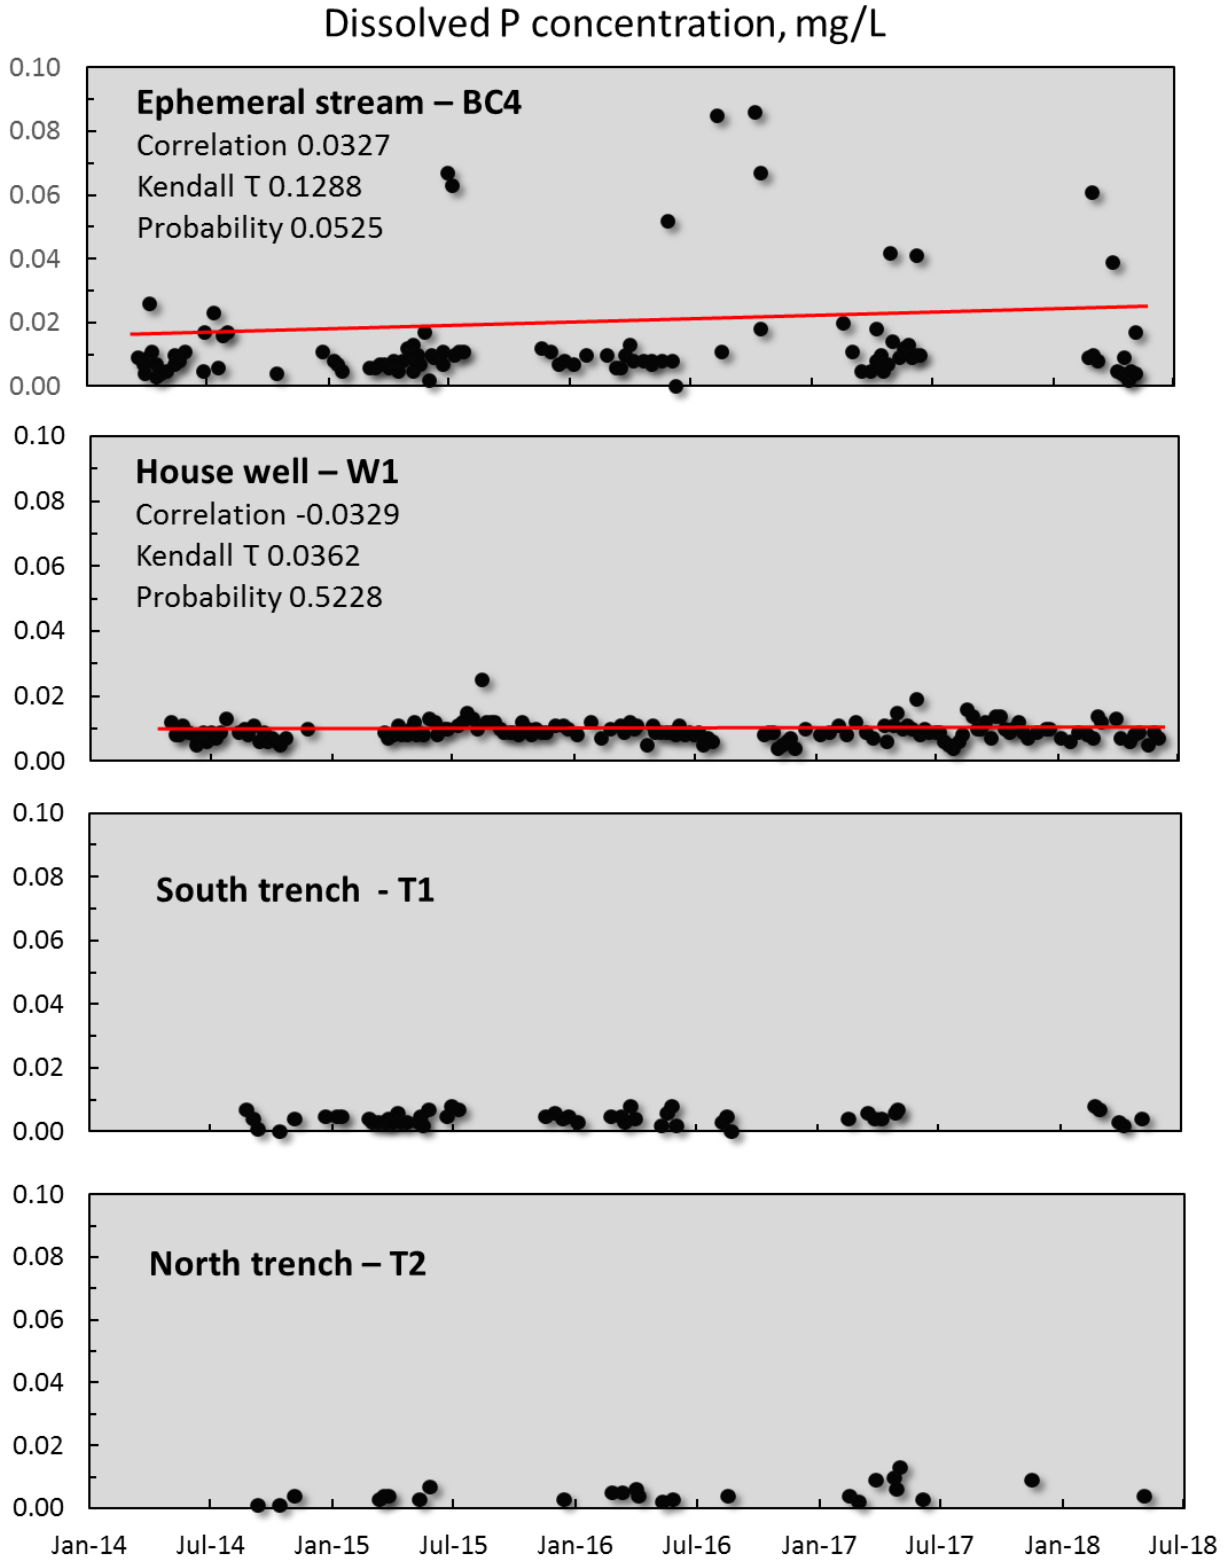 Dissolved P concentration, mg/L
0.10
Ephemeral stream – BC4
0.08
Correlation 0.0327
Kendall T 0.1288
0.06
Probability 0.0525
0.04
0.02
0.00
0.10
House well – W1
0.08
Correlation -0.0329
Kendall T 0.0362
0.06
Probability 0.5228
0.04
0.02
0.00
0.10
0.08
South trench - T1
0.06
0.04
0.02
0.00
0.10
North trench – T2
0.08
0.06
0.04
0.02
0.00
Jan-14 Jul-14 Jan-15 Jul-15 Jan-16 Jul-16 Jan-17 Jul-17 Jan-18 Jul-18